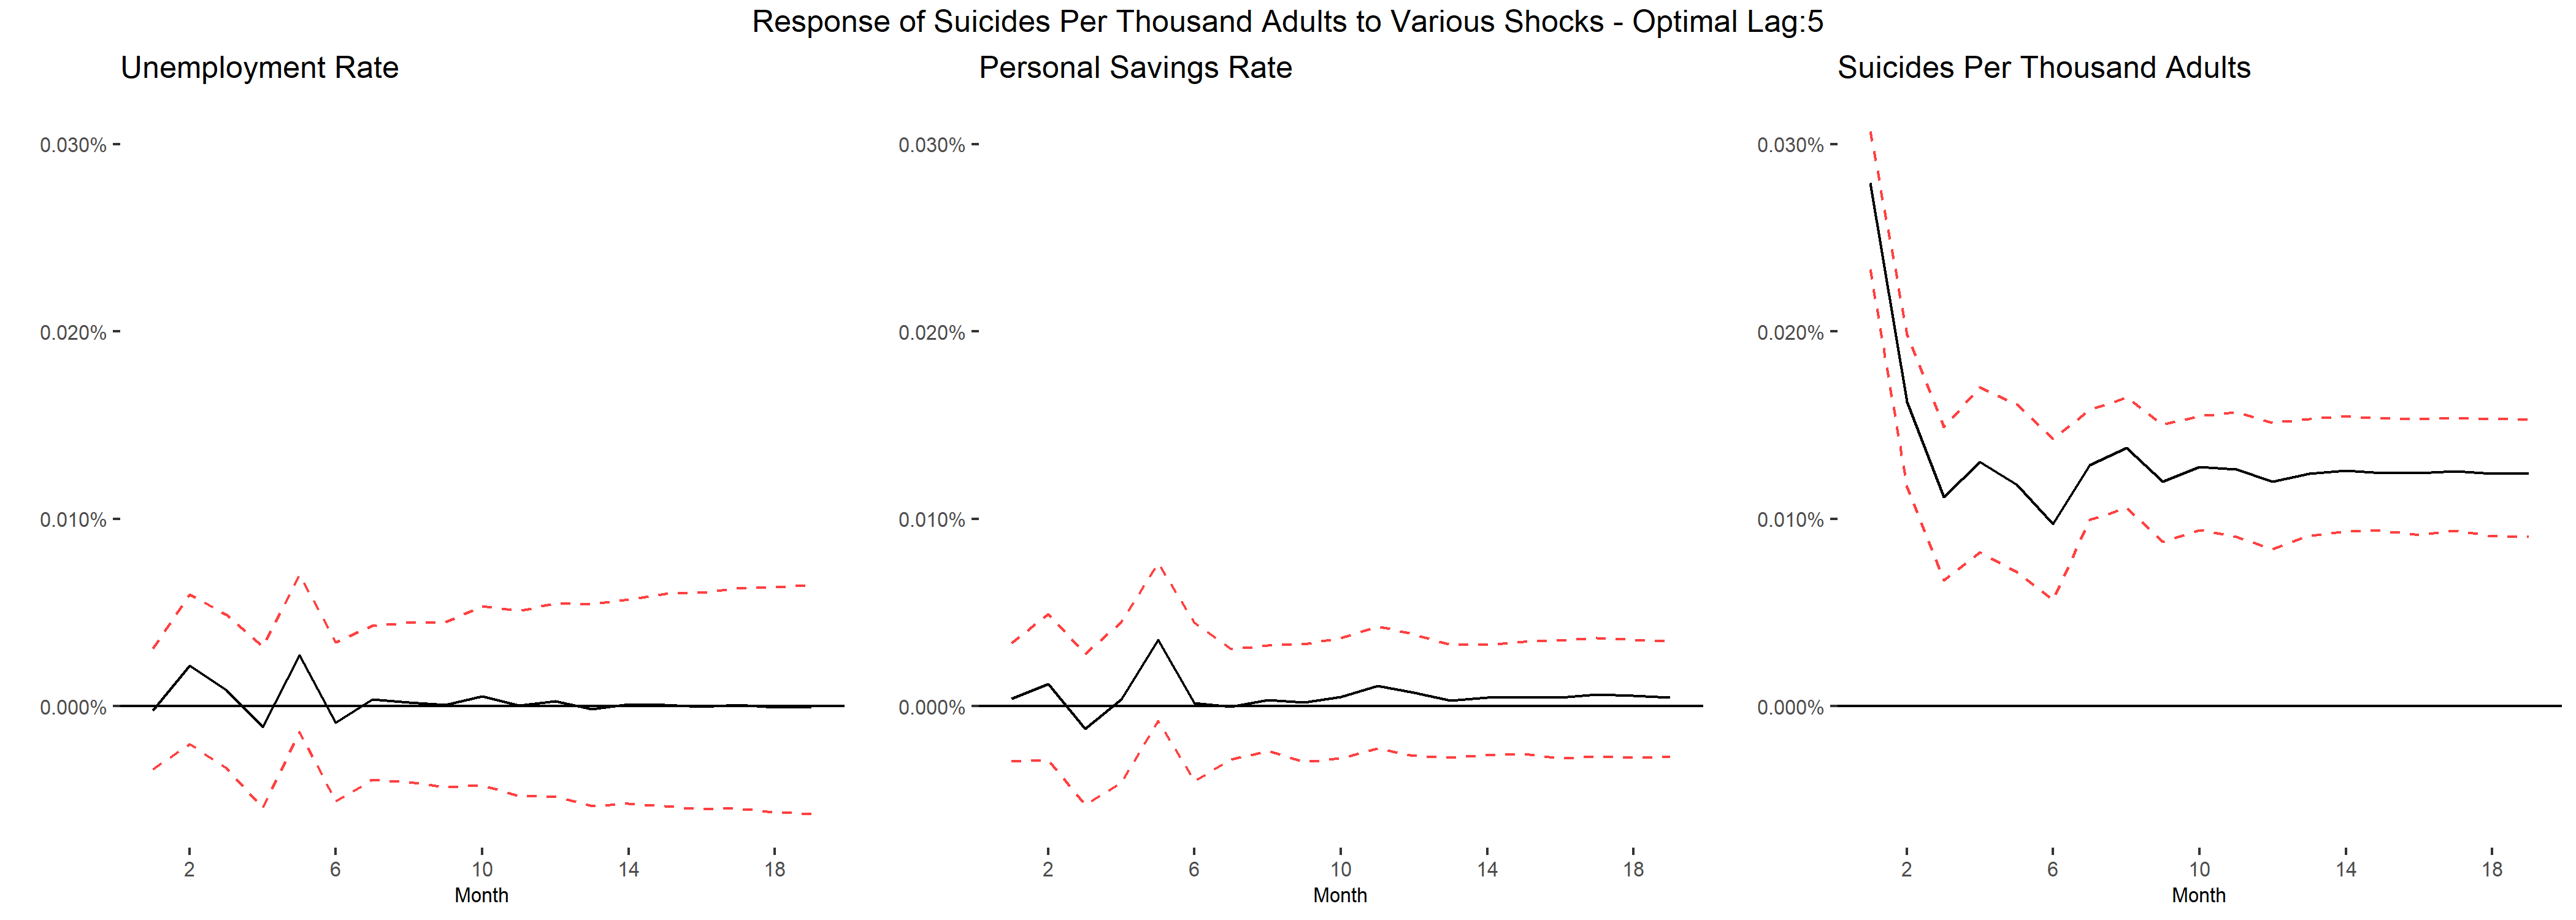 Response of Suicides Per Thousand Adults to Various Shocks - Optimal Lag:5
Unemployment Rate
0.030%
0.020%
0.010%
0.000%
2 6 10 14 18
Month
Personal Savings Rate
0.030%
0.020%
0.010%
0.000%
2 6 10 14 18
Month
Suicides Per Thousand Adults
0.030%
0.020%
0.010%
0.000%
2 6 10 14 18
Month